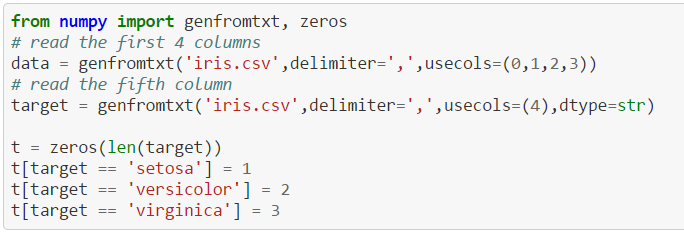 from numpy import genfromtxt, zeros
# read the first 4 columns
data = genfromtxt('iris.csv',delimiter=',',usecols=(0,1,2,3))
# read the fifth column
target = genfromtxt('iris.csv',delimiter=',',usecols=(4),dtype=str)

t = zeros(len(target))
t[target == 'setosa'] = 1
t[target == 'versicolor'] = 2
t[target == 'virginica'] = 3